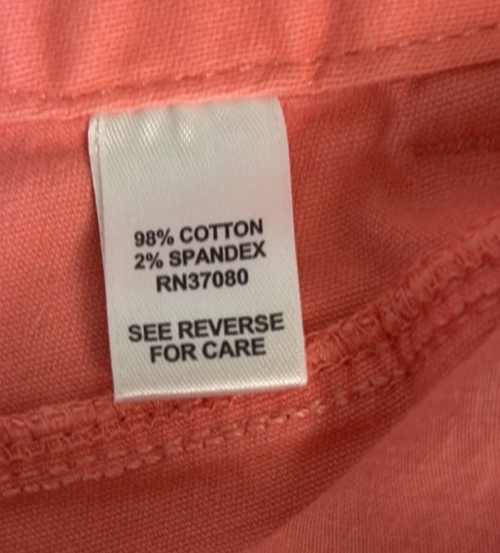 98% COTTON
2% SPANDEX
RN37080
SEE REVERSE
FOR CARE